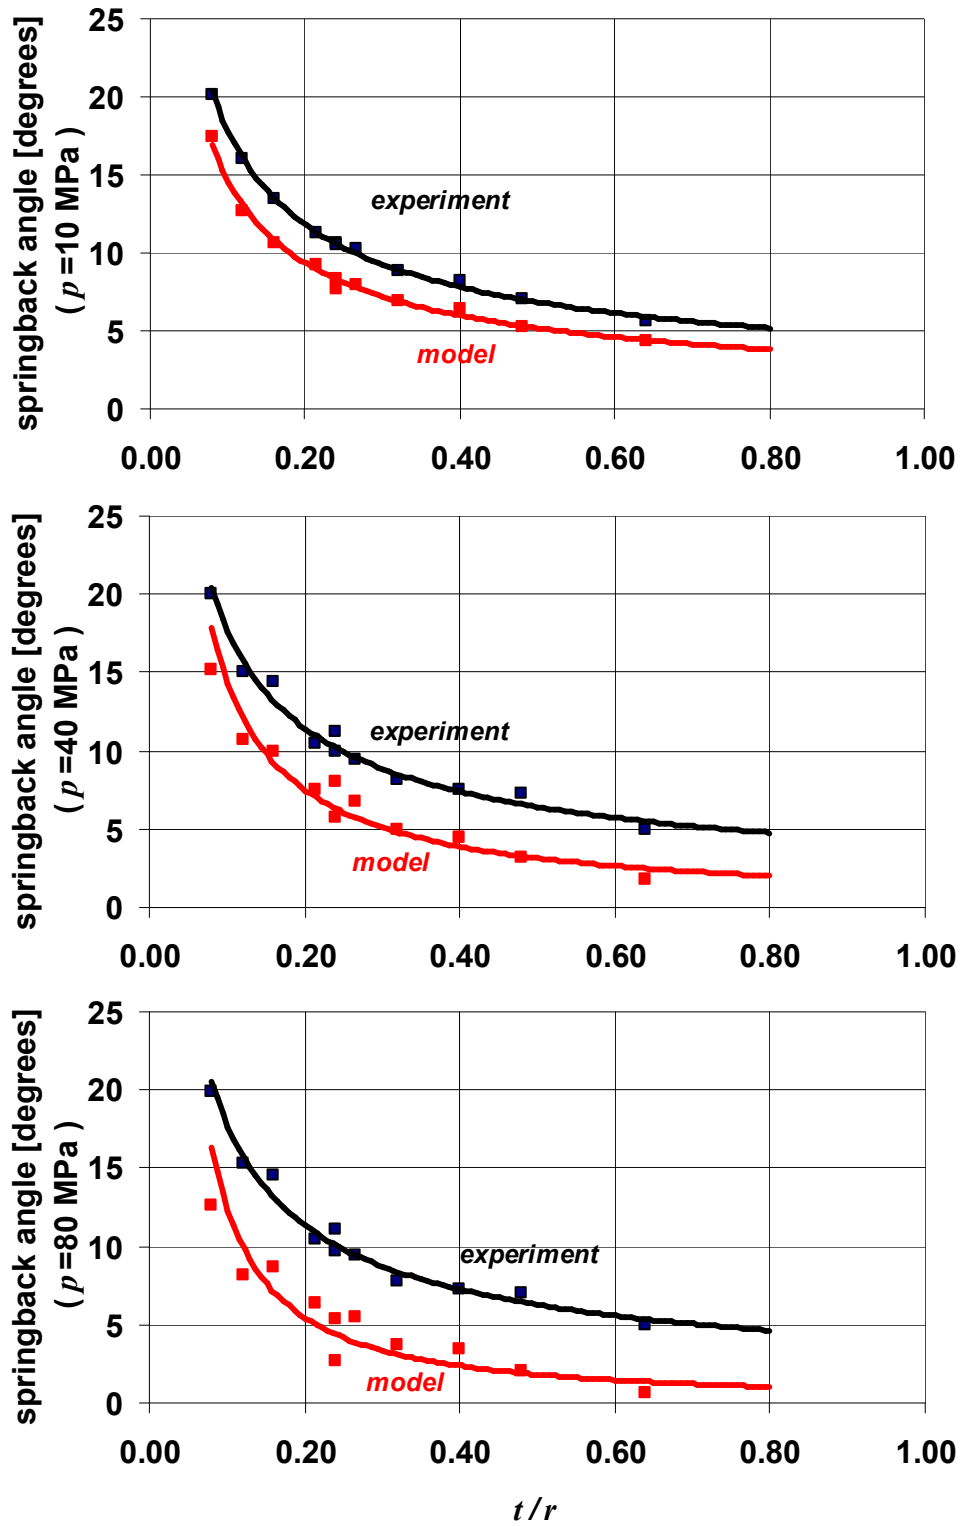 springback angle [degrees]
( p =10 MPa )
25
20
15
10
5
0
experiment
model
0.00 0.20 0.40 0.60 0.80 1.00
springback angle [degrees]
( p =40 MPa )
25
20
15
10
5
0
experiment
model
0.00 0.20 0.40 0.60 0.80 1.00
springback angle [degrees]
( p =80 MPa )
25
20
15
10
5
0
experiment
model
0.00 0.20 0.40 0.60 0.80 1.00
t / r